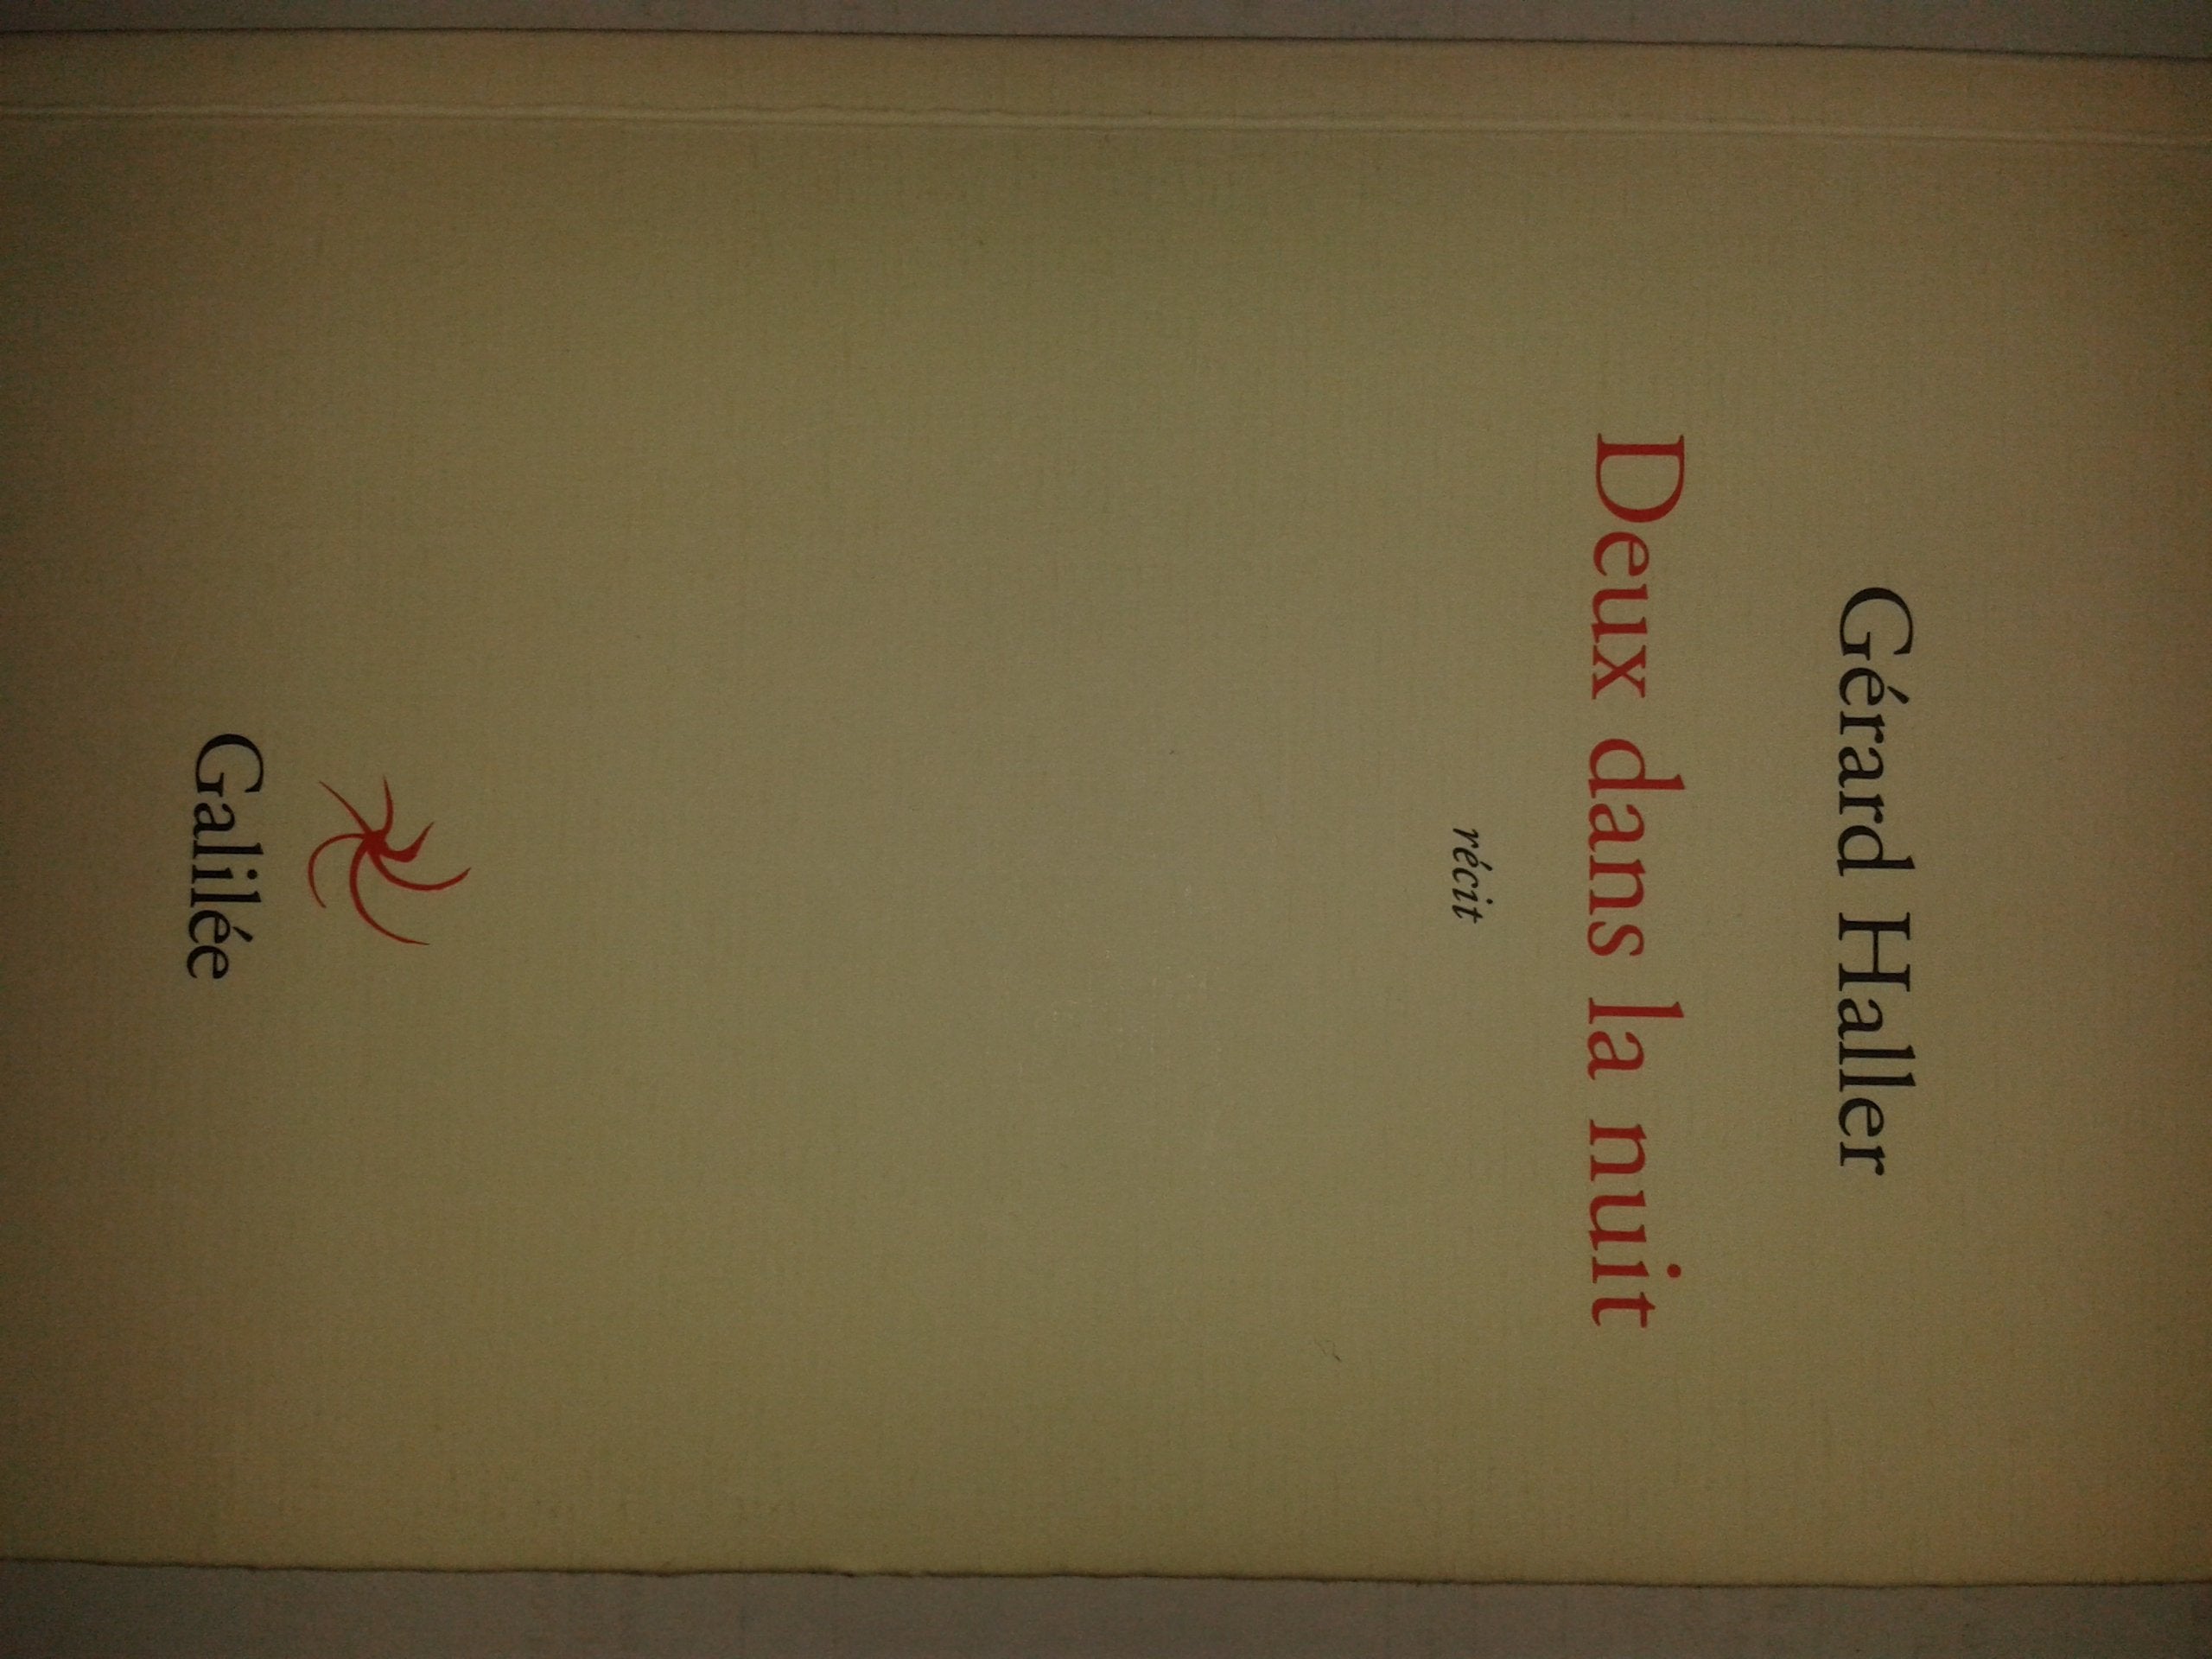 Gérard Haller
Deux dans la nuit
récit
Galilée